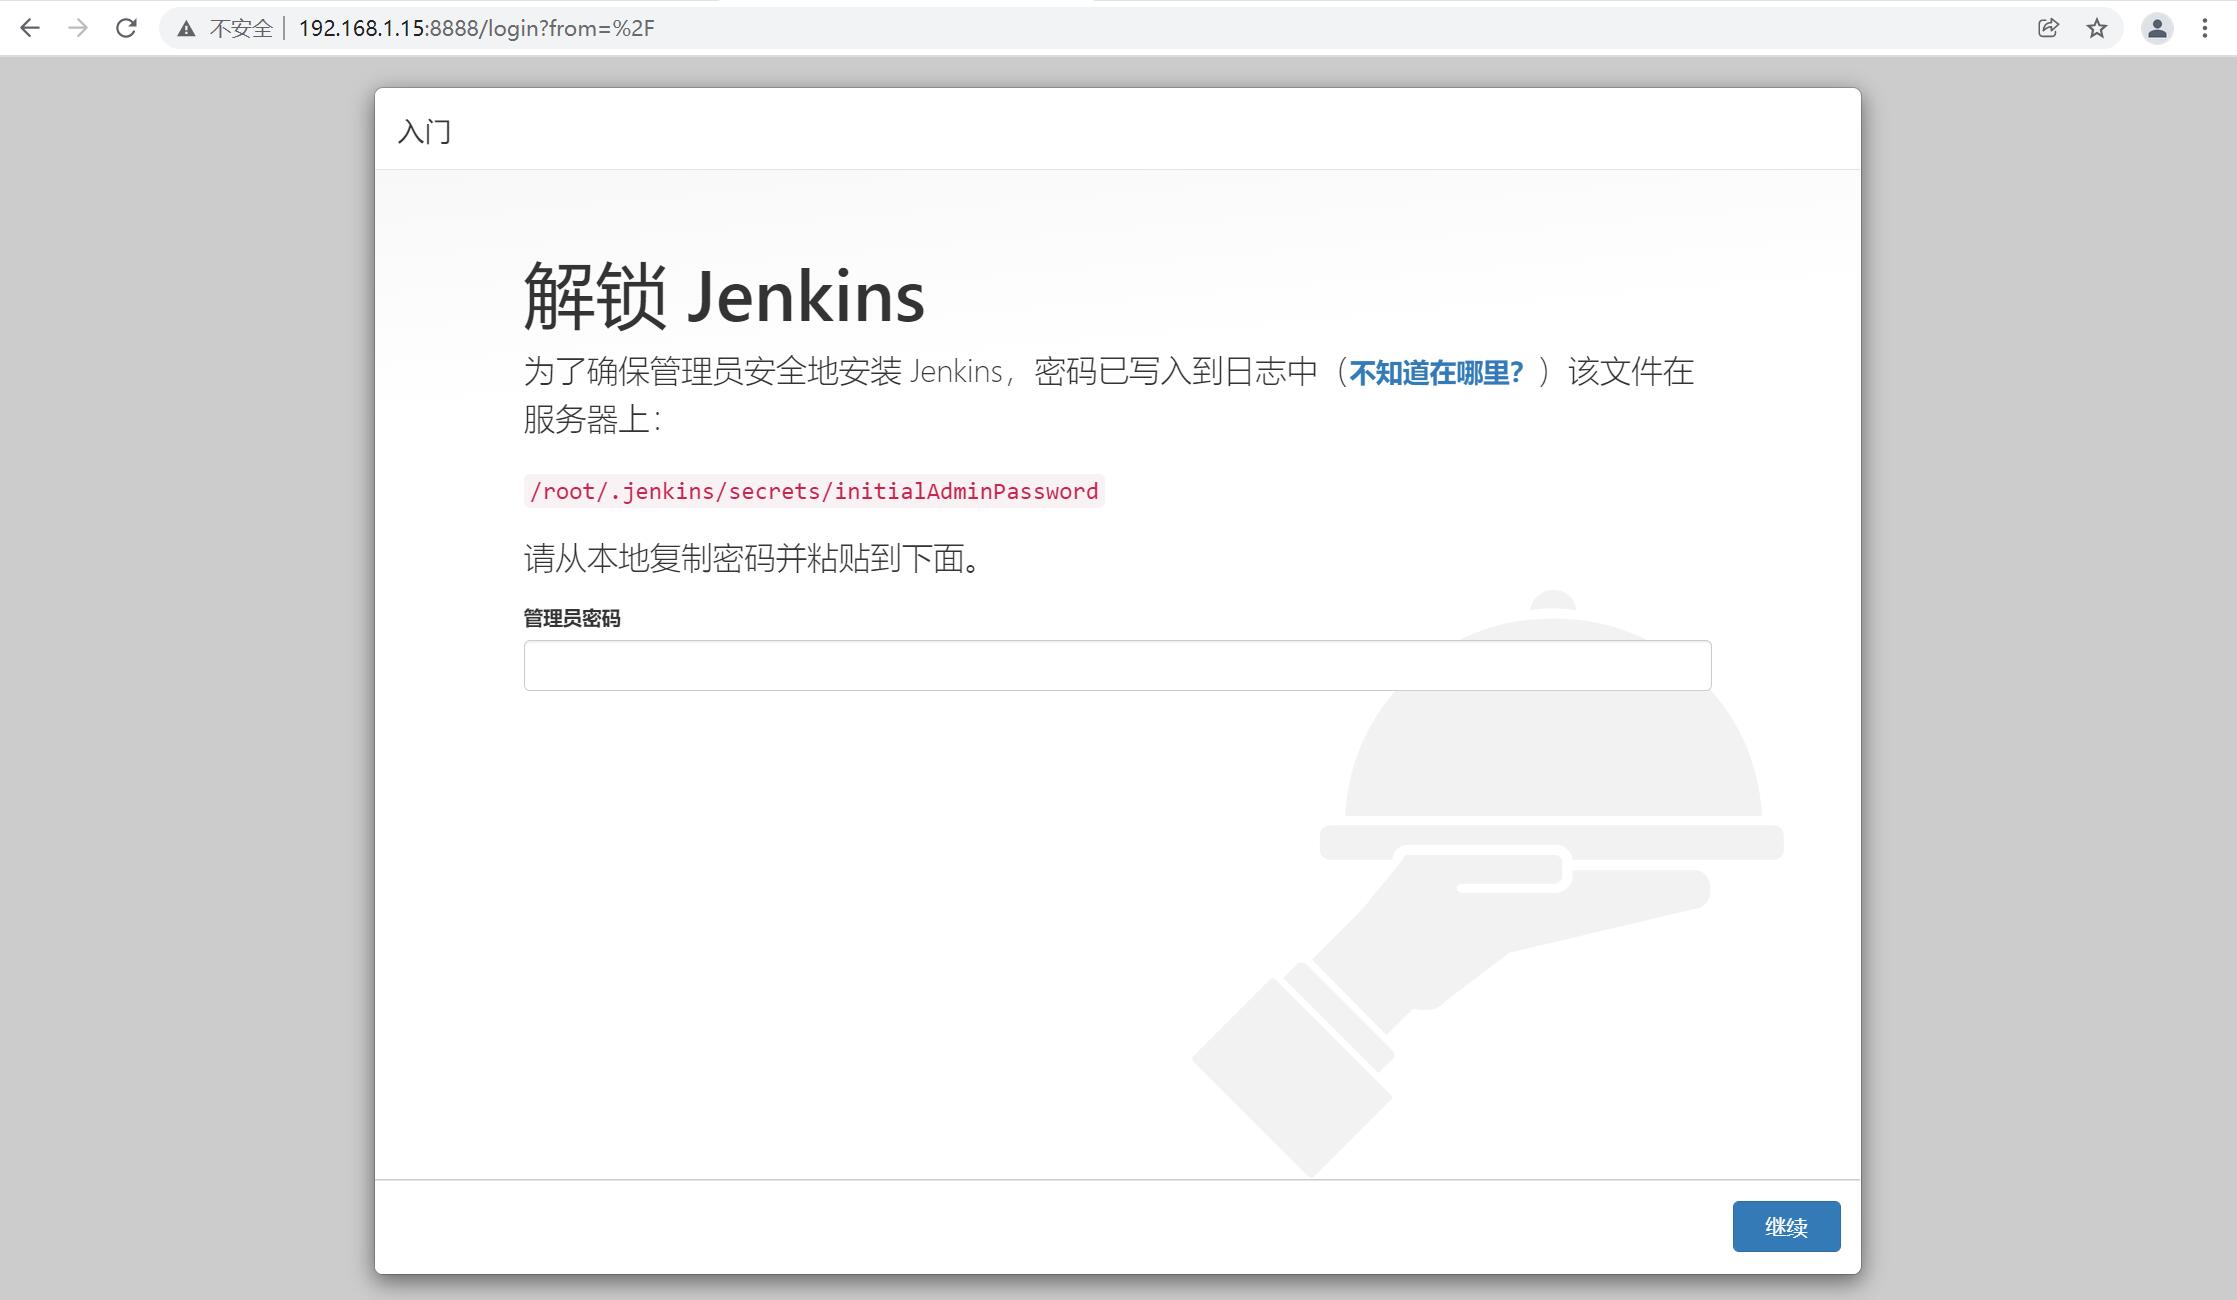 不安全 | 192.168.1.15:8888/login?from=%2F
入门
解锁 Jenkins
为了确保管理员安全地安装 Jenkins，密码已写入到日志中（不知道在哪里？）该文件在
服务器上：
/root/.jenkins/secrets/initialAdminPassword
请从本地复制密码并粘贴到下面。
管理员密码
继续